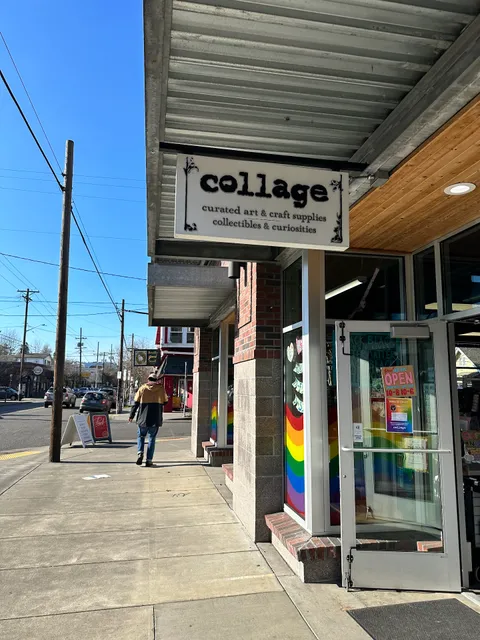 collage
curated art & craft supplies
collectibles & curiosities
OPEN